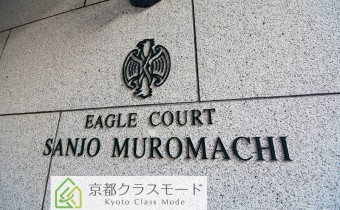 EAGLE COURT
SANJO MUROMACHI
京都クラスモード
Kyoto Class Mode